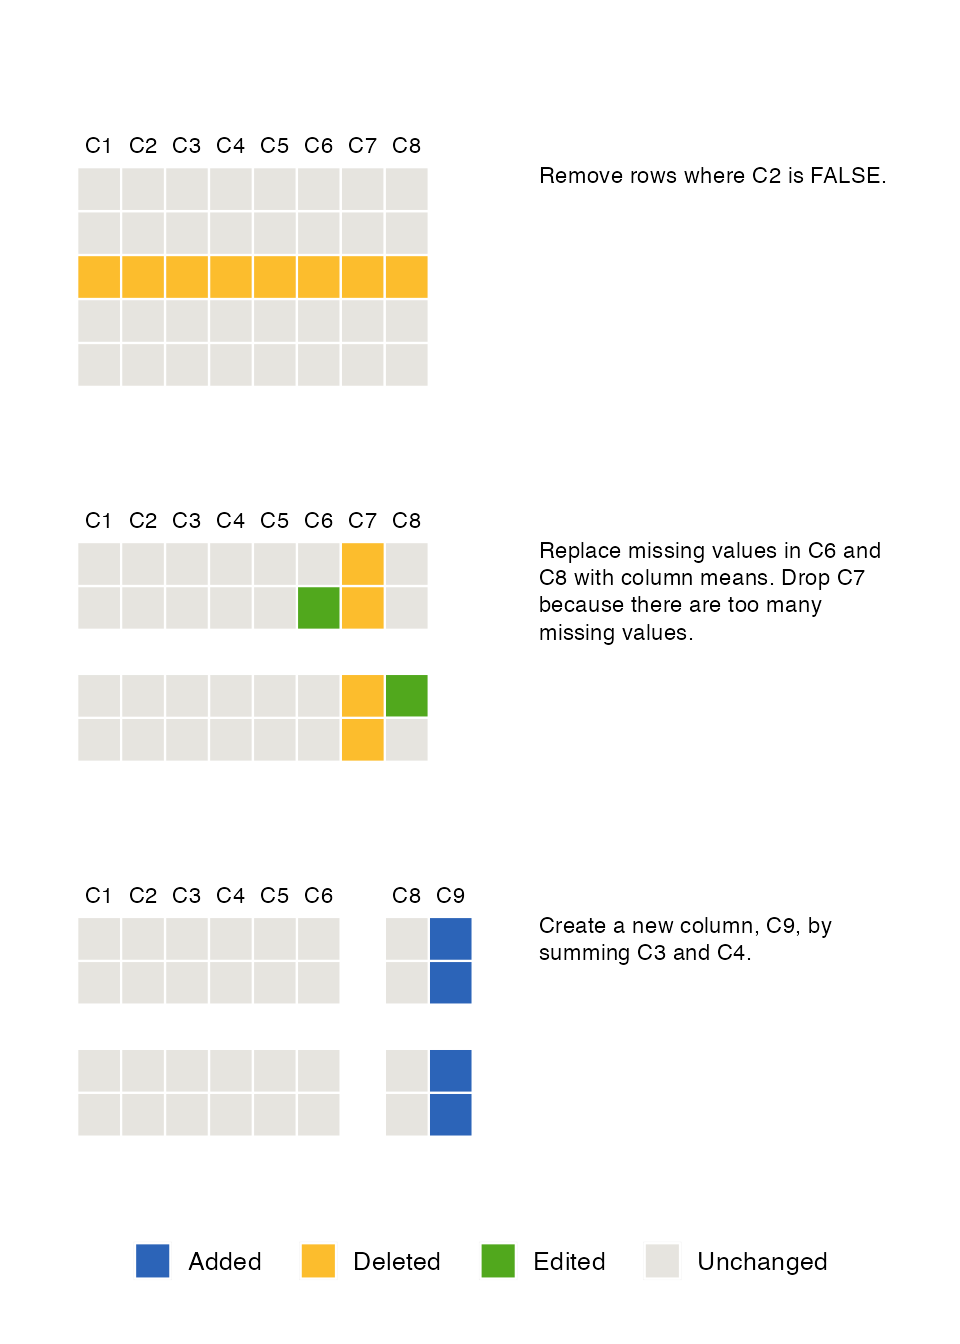 C1 C2 C3 C4 C5 C6 C7 C8
Remove rows where C2 is FALSE.
C1 C2 C3 C4 C5 C6 C7 C8
Replace missing values in C6 and
C8 with column means. Drop C7
because there are too many
missing values.
C1 C2 C3 C4 C5 C6 C8 C9
Create a new column, C9, by
summing C3 and C4.
Added Deleted Edited Unchanged